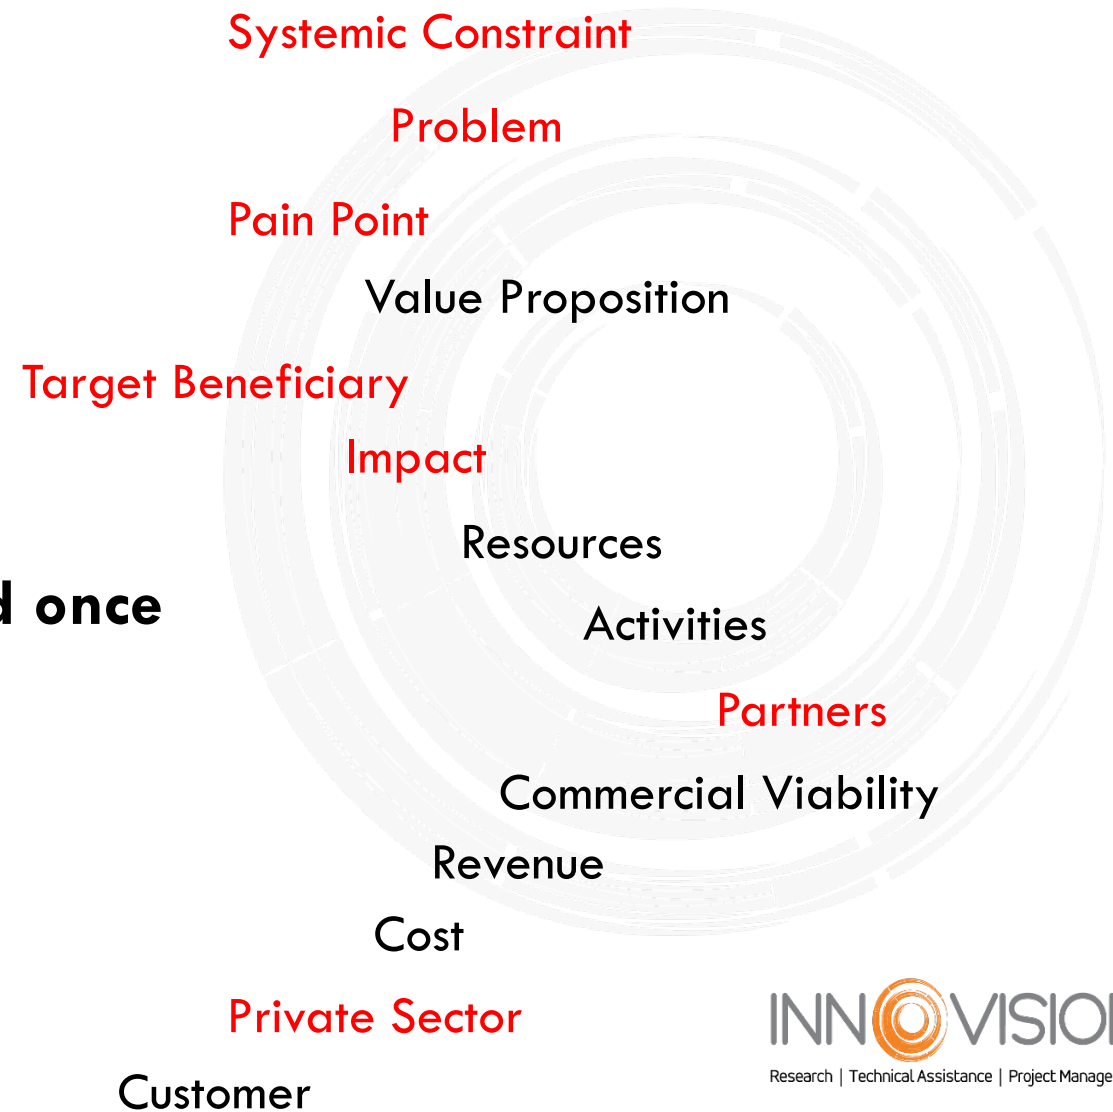 Systemic Constraint
Problem
Pain Point
Value Proposition
Target Beneficiary
Impact
Resources
once
Activities
Partners
Commercial Viability
Revenue
Cost
Private Sector
Customer
INNOVISION
Research | Technical Assistance | Project Manage